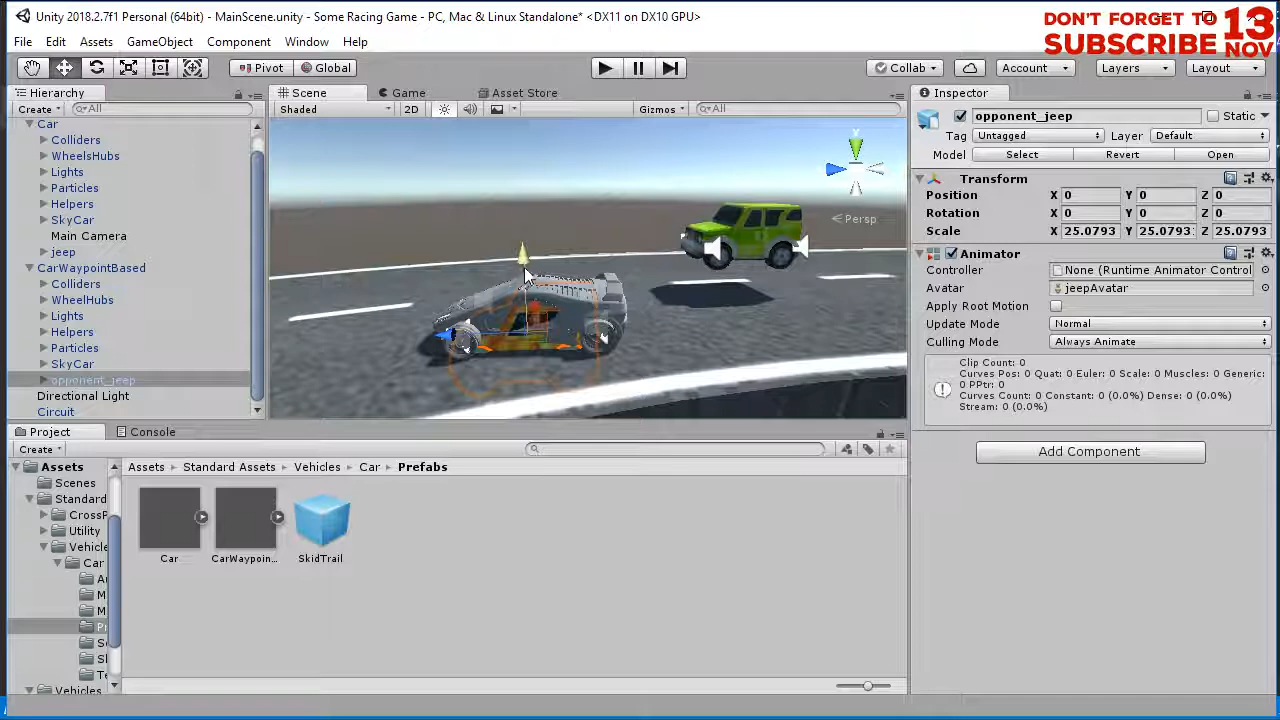 Unity 2018.2.7f1 Personal (64bit) - MainScene.unity - Some Racing Game - PC, Mac & Linux Standalone* <DX11 on DX10 GPU>
DON'T FORGET TO
SUBSCRIBE
13
NOV
File Edit Assets GameObject Component Window Help
Pivot Global Collab Account Layers Layout
Hierarchy
Create All
Car
Colliders
WheelsHubs
Lights
Particles
Helpers
SkyCar
Main Camera
jeep
CarWaypointBased
Colliders
WheelHubs
Lights
Helpers
Particles
SkyCar
opponent_jeep
Directional Light
Circuit
Scene Game Asset Store
Shaded 2D Gizmos All
Persp
Inspector
opponent_jeep Static
Tag Untagged Layer Default
Model Select Revert Open
Transform
Position X 0 Y 0 Z 0
Rotation X 0 Y 0 Z 0
Scale X 25.0793 Y 25.0793 Z 25.0793
Animator
Controller None (Runtime Animator Control
Avatar jeepAvatar
Apply Root Motion
Update Mode Normal
Culling Mode Always Animate
Clip Count: 0
Curves Pos: 0 Quat: 0 Euler: 0 Scale: 0 Muscles: 0 Generic:
0 PPtr: 0
Curves Count: 0 Constant: 0 (0.0%) Dense: 0 (0.0%)
Stream: 0 (0.0%)
Add Component
Project Console
Create
Assets
Scenes
Standard
CrossP
Utility
Vehicle
Car
A
M
M
P
S
S
T
Vehicles
Assets Standard Assets Vehicles Car Prefabs
Car CarWaypoin... SkidTrail